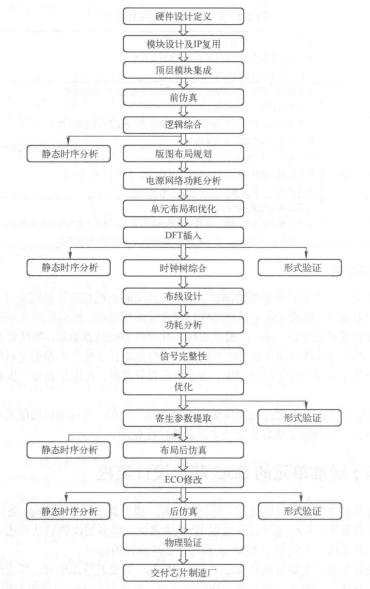 硬件设计定义
模块设计及IP复用
顶层模块集成
前仿真
逻辑综合
静态时序分析
版图布局规划
电源网络功耗分析
单元布局和优化
DFT插入
静态时序分析
时钟树综合
形式验证
布线设计
功耗分析
信号完整性
优化
寄生参数提取
形式验证
静态时序分析
布局后仿真
ECO修改
静态时序分析
后仿真
形式验证
物理验证
交付芯片制造厂